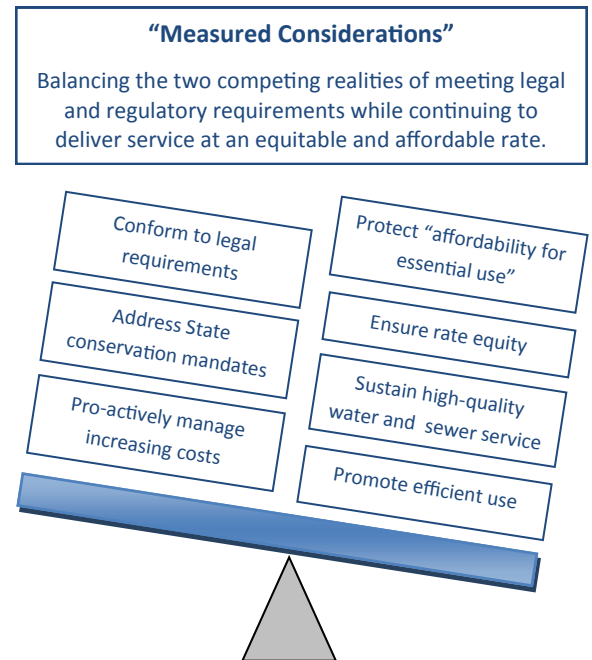 “Measured Considerations”
Balancing the two competing realities of meeting legal
and regulatory requirements while continuing to
deliver service at an equitable and affordable rate.
Conform to legal
requirements
Address State
conservation mandates
Pro-actively manage
increasing costs
Protect “affordability for
essential use”
Ensure rate equity
Sustain high-quality
water and sewer service
Promote efficient use